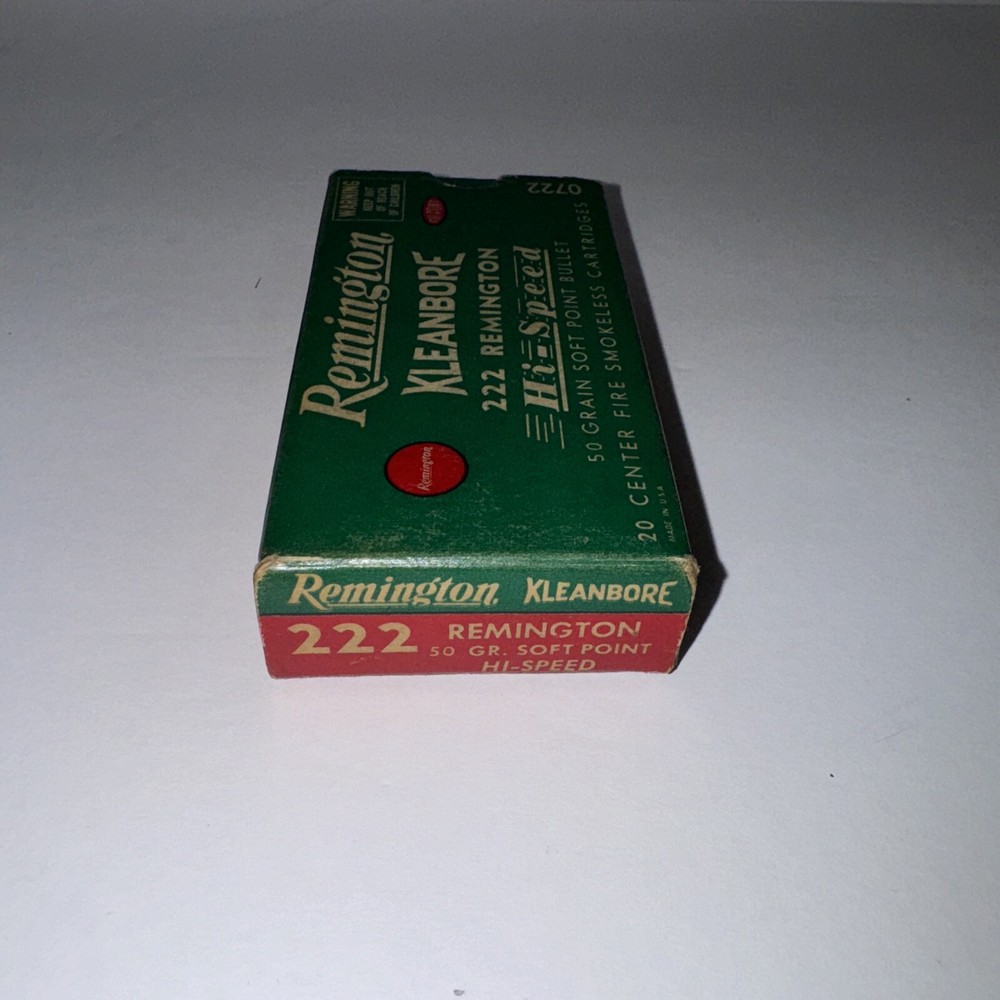 WARNING
KEEP OUT
OF REACH
OF CHILDREN
0722
Remington
KLEANBORE
222 REMINGTON
Hi-Speed
50 GRAIN SOFT POINT BULLET
20 CENTER FIRE SMOKELESS CARTRIDGES
MADE IN U.S.A
Remington
Remington KLEANBORE
222 REMINGTON
50 GR. SOFT POINT
HI-SPEED